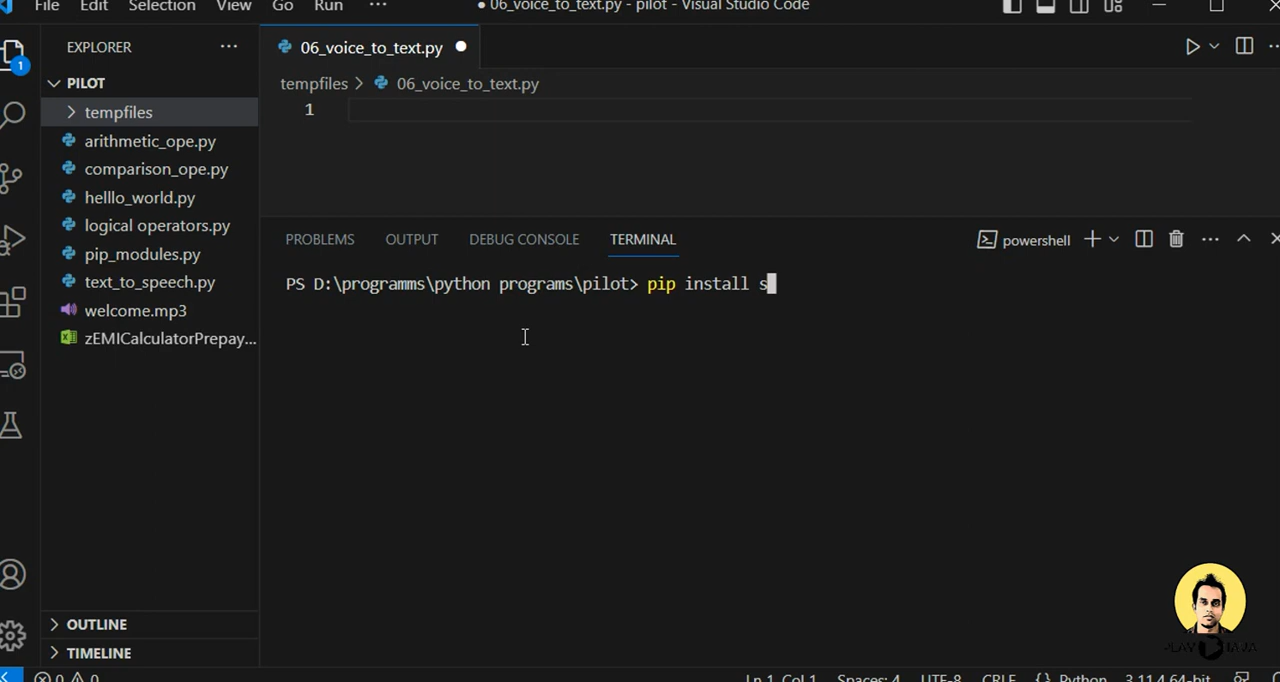 File Edit Selection View Go Run ··· ● 06_voice_to_text.py - pilot - Visual Studio Code
EXPLORER ···
06_voice_to_text.py
1
PILOT
tempfiles > 06_voice_to_text.py
tempfiles
1
arithmetic_ope.py
comparison_ope.py
helllo_world.py
logical operators.py
pip_modules.py
text_to_speech.py
welcome.mp3
zEMICalculatorPrepay...
PROBLEMS OUTPUT DEBUG CONSOLE TERMINAL powershell
PS D:\programms\python programs\pilot> pip install s
OUTLINE
TIMELINE
0 0 Ln 1, Col 1 Spaces: 4 UTF-8 CRLF {} Python 3.11.4 64-bit